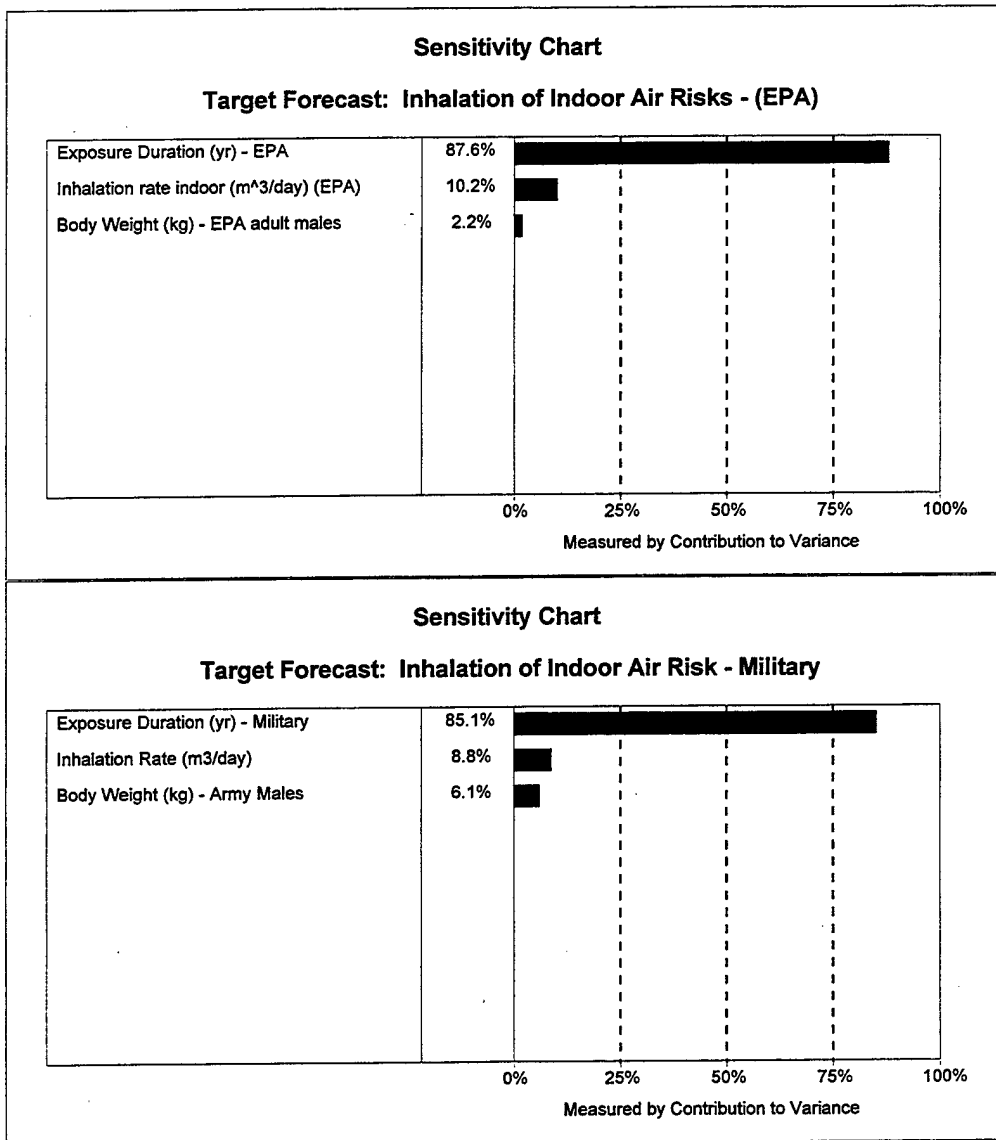 Sensitivity Chart
Target Forecast: Inhalation of Indoor Air Risks - (EPA)
Exposure Duration (yr) - EPA 87.6%
Inhalation rate indoor (m^3/day) (EPA) 10.2%
Body Weight (kg) - EPA adult males 2.2%
0% 25% 50% 75% 100%
Measured by Contribution to Variance
Sensitivity Chart
Target Forecast: Inhalation of Indoor Air Risk - Military
Exposure Duration (yr) - Military 85.1%
Inhalation Rate (m3/day) 8.8%
Body Weight (kg) - Army Males 6.1%
0% 25% 50% 75% 100%
Measured by Contribution to Variance